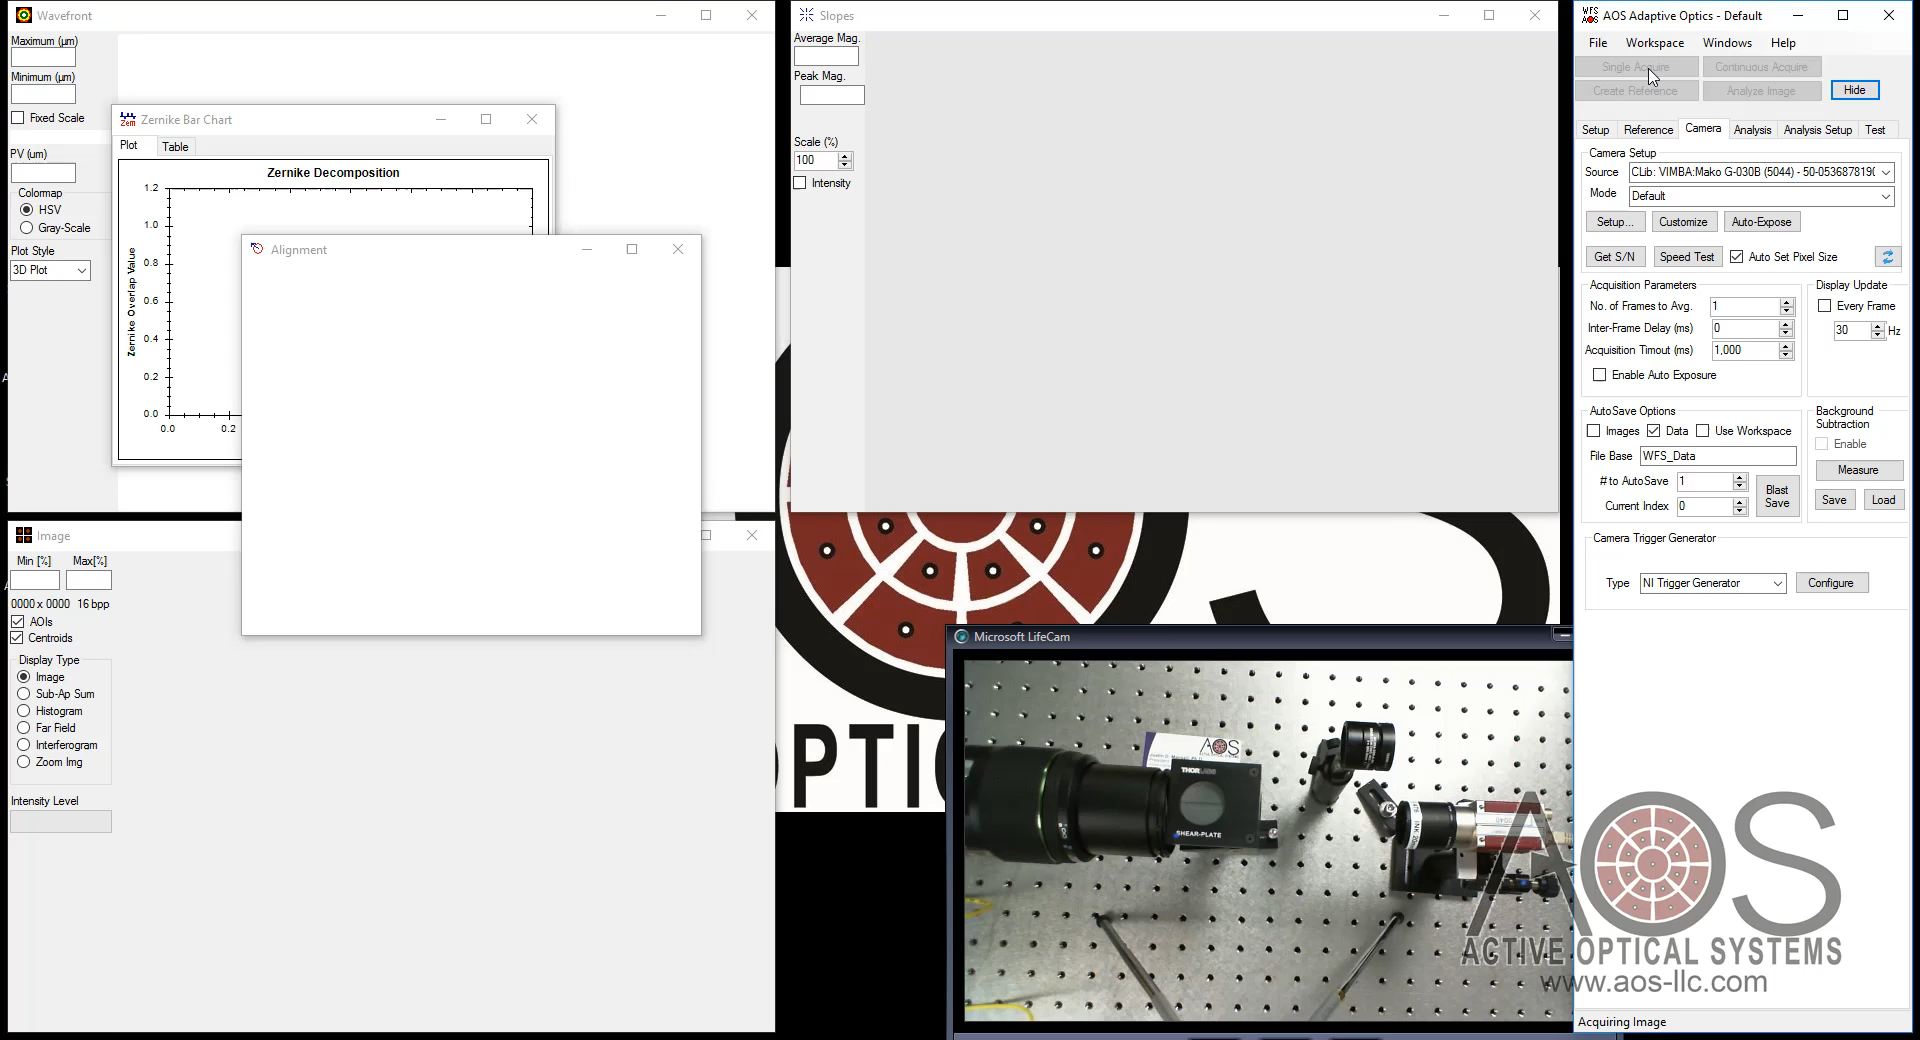 Wavefront
Maximum (µm)
Minimum (µm)
Fixed Scale
PV (um)
Colormap
HSV
Gray-Scale
Plot Style
3D Plot
Zernike Bar Chart
Plot
Table
Zernike Decomposition
Zernike Overlap Value
1.2
1.0
0.8
0.6
0.4
0.2
0.0
0.0
0.2
Alignment
Image
Min [%]
Max[%]
0000 x 0000
16 bpp
AOIs
Centroids
Display Type
Image
Sub-Ap Sum
Histogram
Far Field
Interferogram
Zoom Img
Intensity Level
Slopes
Average Mag.
Peak Mag.
Scale (%)
100
Intensity
OPTI
Microsoft LifeCam
AOS
THORLABS
SHEAR-PLATE
WFS
AOS
AOS Adaptive Optics - Default
File
Workspace
Windows
Help
Single Acquire
Continuous Acquire
Create Reference
Analyze Image
Hide
Setup
Reference
Camera
Analysis
Analysis Setup
Test
Camera Setup
Source
CLib: VIMBA:Mako G-030B (5044) - 50-053687819(
Mode
Default
Setup...
Customize
Auto-Expose
Get S/N
Speed Test
Auto Set Pixel Size
Acquisition Parameters
No. of Frames to Avg.
1
Inter-Frame Delay (ms)
0
Acquisition Timout (ms)
1,000
Enable Auto Exposure
Display Update
Every Frame
30
Hz
AutoSave Options
Images
Data
Use Workspace
File Base
WFS_Data
# to AutoSave
1
Current Index
0
Blast
Save
Background
Subtraction
Enable
Measure
Save
Load
Camera Trigger Generator
Type
NI Trigger Generator
Configure
AOS
ACTIVE OPTICAL SYSTEMS
www.aos-llc.com
Acquiring Image